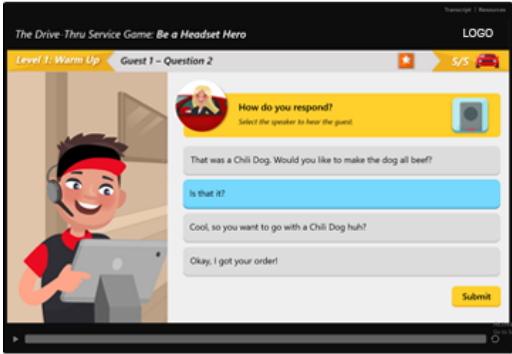 Transcript | Resources
The Drive-Thru Service Game: Be a Headset Hero
LOGO
Level 1: Warm Up
Guest 1 – Question 2
5/5
How do you respond?
Select the speaker to hear the guest.
That was a Chili Dog. Would you like to make the dog all beef?
Is that it?
Cool, so you want to go with a Chili Dog huh?
Okay, I got your order!
Submit